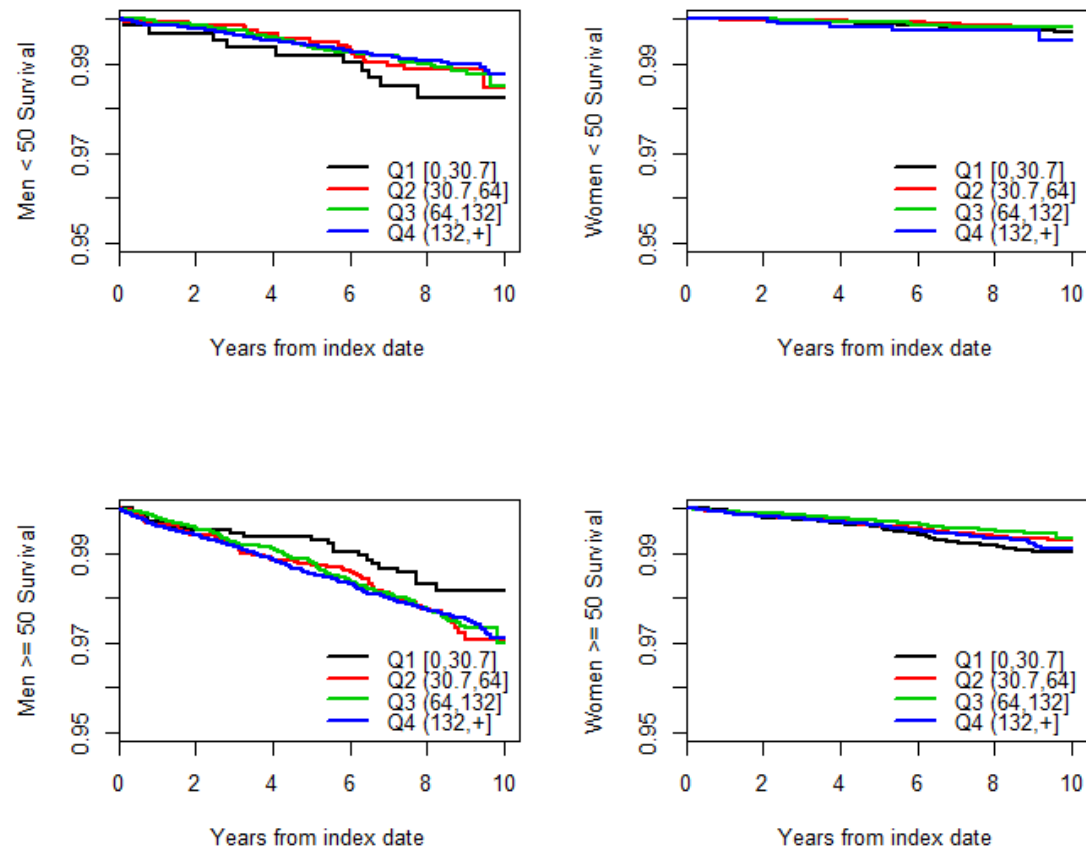 Men < 50 Survival
0.99
0.97
0.95
Q1 [0,30.7]
Q2 (30.7,64]
Q3 (64,132]
Q4 (132,+]
0 2 4 6 8 10
Years from index date
Women < 50 Survival
0.99
0.97
0.95
Q1 [0,30.7]
Q2 (30.7,64]
Q3 (64,132]
Q4 (132,+]
0 2 4 6 8 10
Years from index date
Men >= 50 Survival
0.99
0.97
0.95
Q1 [0,30.7]
Q2 (30.7,64]
Q3 (64,132]
Q4 (132,+]
0 2 4 6 8 10
Years from index date
Women >= 50 Survival
0.99
0.97
0.95
Q1 [0,30.7]
Q2 (30.7,64]
Q3 (64,132]
Q4 (132,+]
0 2 4 6 8 10
Years from index date